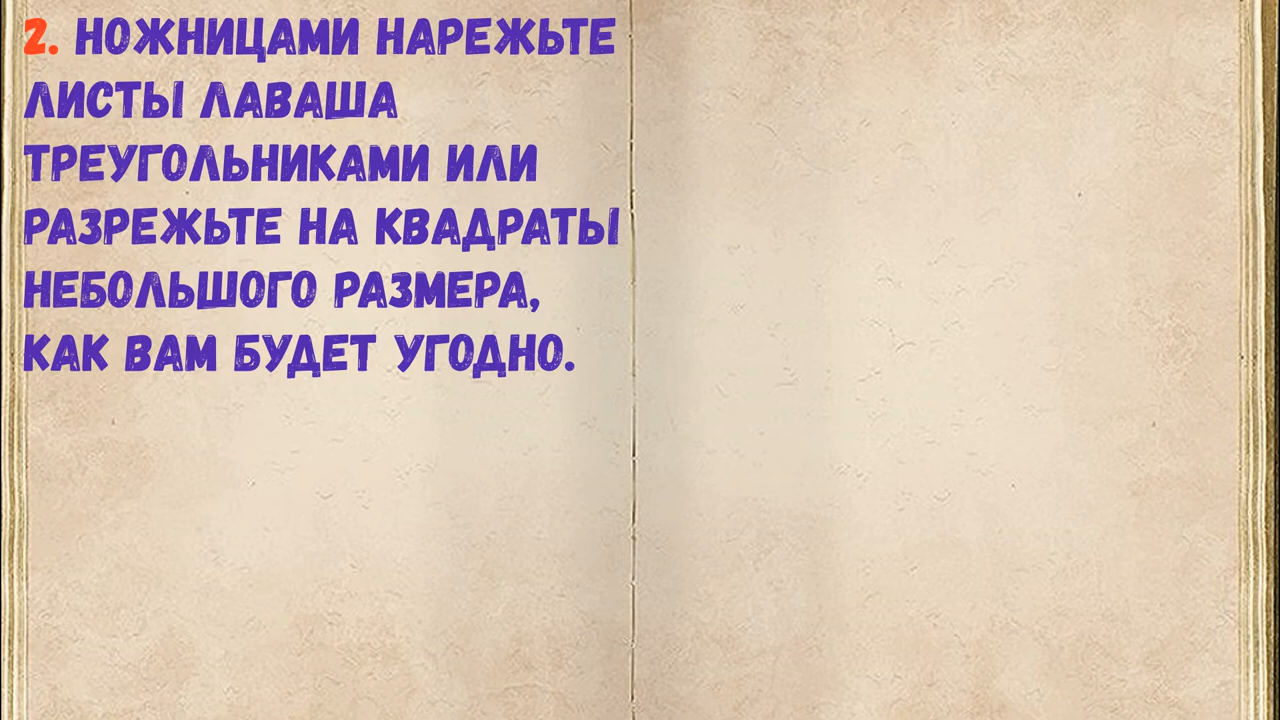 2. НОЖНИЦАМИ НАРЕЖЬТЕ
ЛИСТЫ ЛАВАША
ТРЕУГОЛЬНИКАМИ ИЛИ
РАЗРЕЖЬТЕ НА КВАДРАТЫ
НЕБОЛЬШОГО РАЗМЕРА,
КАК ВАМ БУДЕТ УГОДНО.